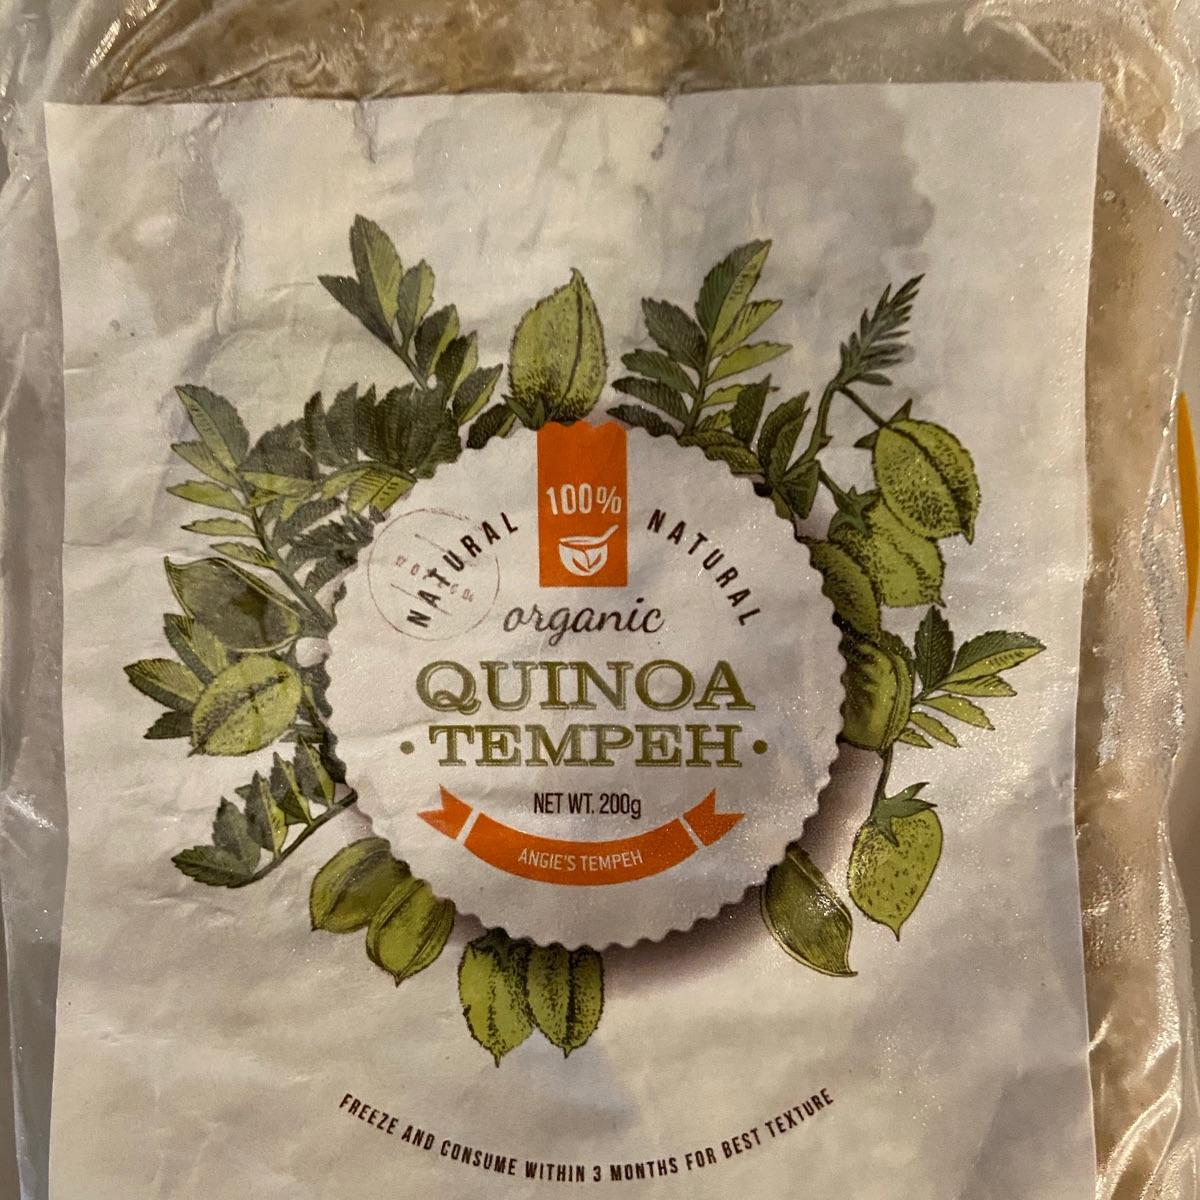 100%
NATURAL NATURAL
organic
QUINOA
TEMPEH
NET WT. 200g
ANGIE'S TEMPEH
FREEZE AND CONSUME WITHIN 3 MONTHS FOR BEST TEXTURE